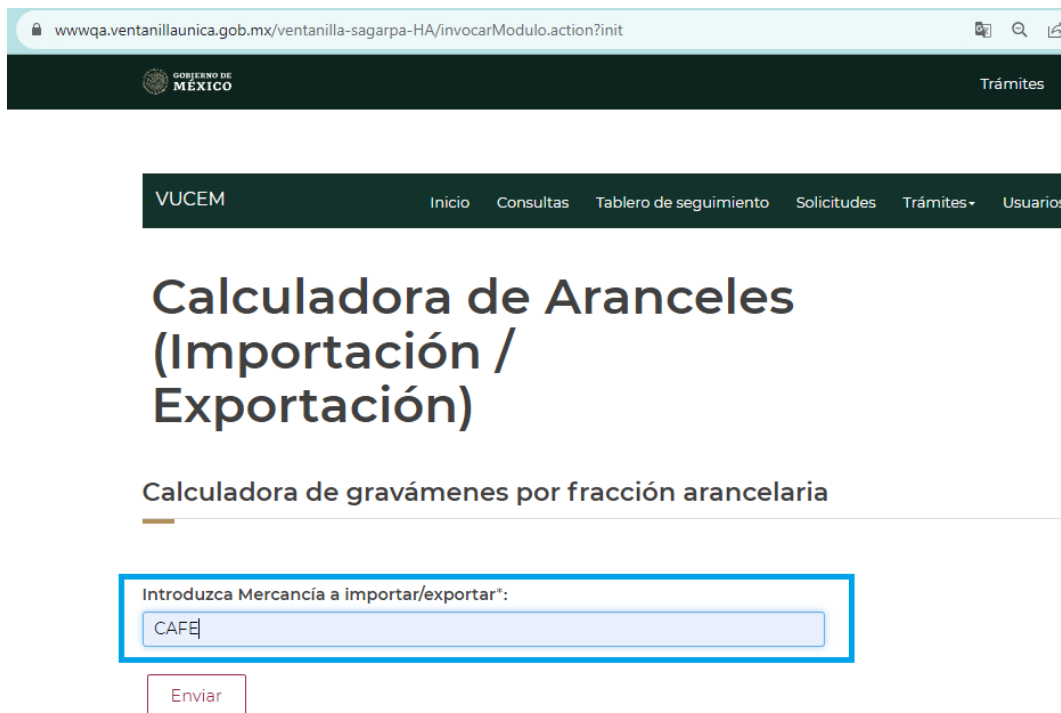 wwwqa.ventanillaunica.gob.mx/ventanilla-sagarpa-HA/invocarModulo.action?init
GOBIERNO DE
MÉXICO
Trámites
VUCEM Inicio Consultas Tablero de seguimiento Solicitudes Trámites Usuarios
Calculadora de Aranceles
(Importación /
Exportación)
Calculadora de gravámenes por fracción arancelaria
Introduzca Mercancía a importar/exportar*:
CAFE
Enviar